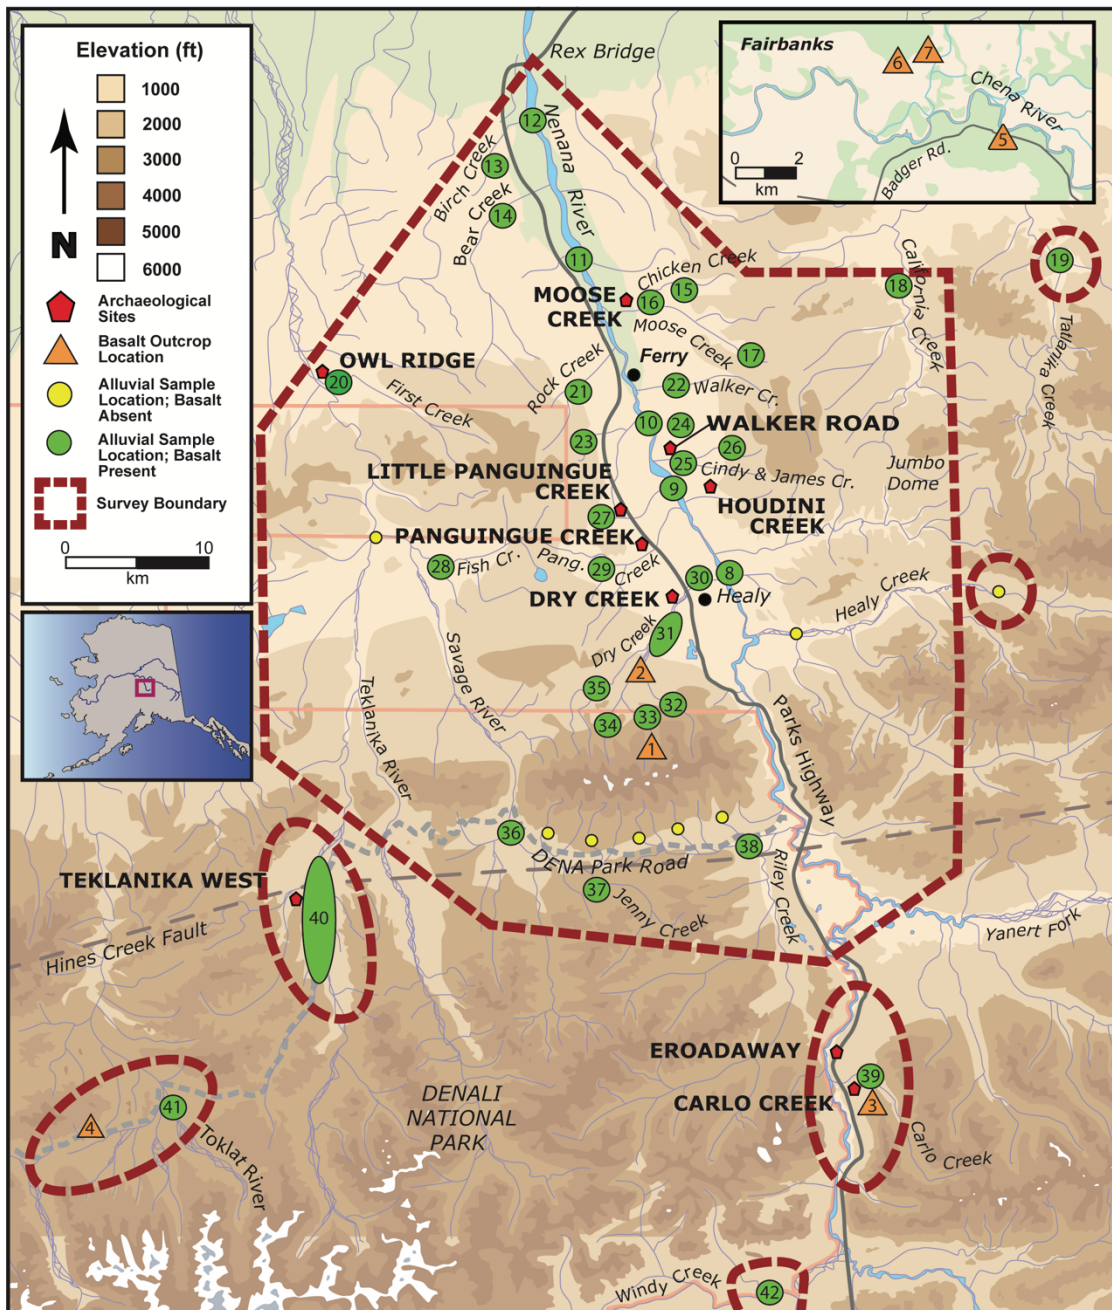 Elevation (ft)
1000
2000
3000
4000
5000
6000
N
Archaeological
Sites
Basalt Outcrop
Location
Alluvial Sample
Location; Basalt
Absent
Alluvial Sample
Location; Basalt
Present
Survey Boundary
0 10
km
Fairbanks
6
7
Chena River
5
Badger Rd.
0 2
km
Rex Bridge
12
Nenana
River
13
Birch Creek
14
Bear Creek
11
Chicken Creek
15
16
MOOSE
CREEK
Moose Creek
17
18
California Creek
19
Tatlanika Creek
OWL RIDGE
20
First Creek
Rock Creek
21
Ferry
22
Walker Cr.
10
24
WALKER ROAD
23
26
25
Cindy & James Cr.
Jumbo
Dome
LITTLE PANGUINGUE
CREEK
9
HOUDINI
CREEK
27
PANGUINGUE CREEK
28
Fish Cr.
Pang.
Creek
29
30
8
Healy Creek
DRY CREEK
Healy
31
Dry Creek
2
Savage River
35
32
33
34
1
Teklanika River
Parks Highway
36
DENA Park Road
38
37
Jenny Creek
Riley Creek
TEKLANIKA WEST
40
Hines Creek Fault
Yanert Fork
EROADAWAY
39
CARLO CREEK
3
Carlo Creek
DENALI
NATIONAL
PARK
4
41
Toklat River
Windy Creek
42